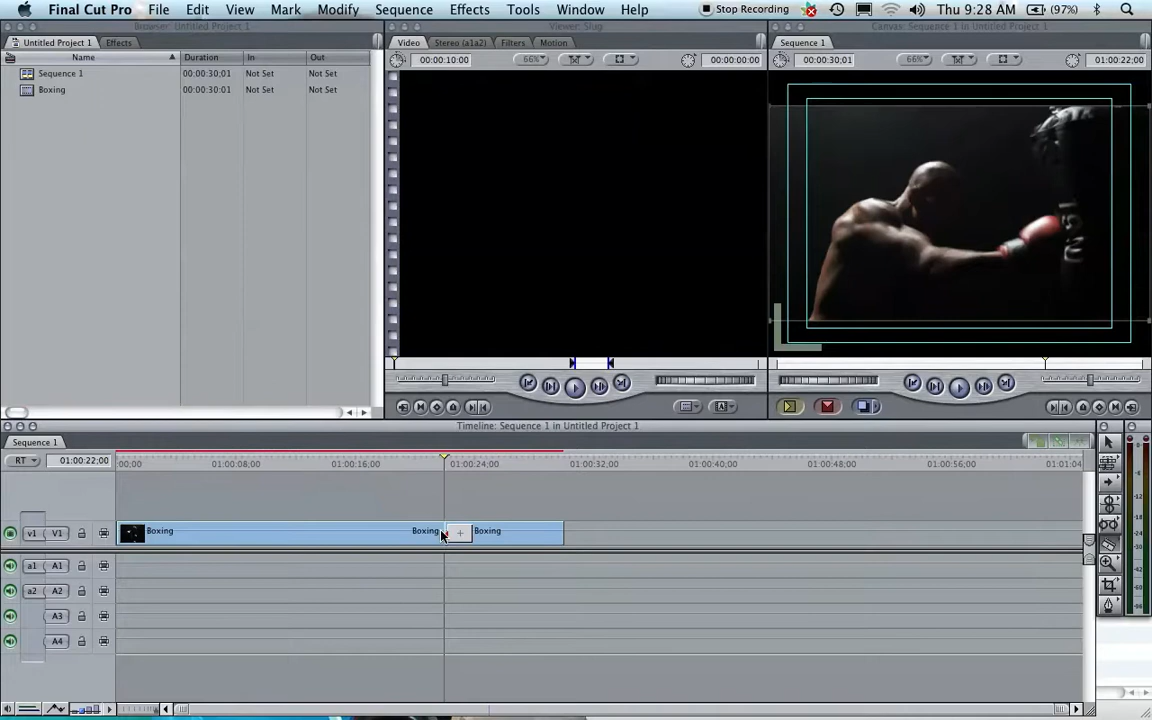 Final Cut Pro File Edit View Mark Modify Sequence Effects Tools Window Help Stop Recording Thu 9:28 AM (97%)
Browser: Untitled Project 1
Untitled Project 1 Effects
Name Duration In Out
Sequence 1 00:00:30;01 Not Set Not Set
Boxing 00:00:30:01 Not Set Not Set
Viewer: Slug
Video Stereo (a1a2) Filters Motion
00:00:10:00 66% 00:00:00:00
Canvas: Sequence 1 in Untitled Project 1
Sequence 1
00:00:30;01 66% 01:00:22;00
Timeline: Sequence 1 in Untitled Project 1
Sequence 1
RT 01:00:22;00 00;00 01:00:08;00 01:00:16;00 01:00:24;00 01:00:32;00 01:00:40;00 01:00:48;00 01:00:56;00 01:01:04
v1 V1 Boxing Boxing Boxing
a1 A1
a2 A2
A3
A4